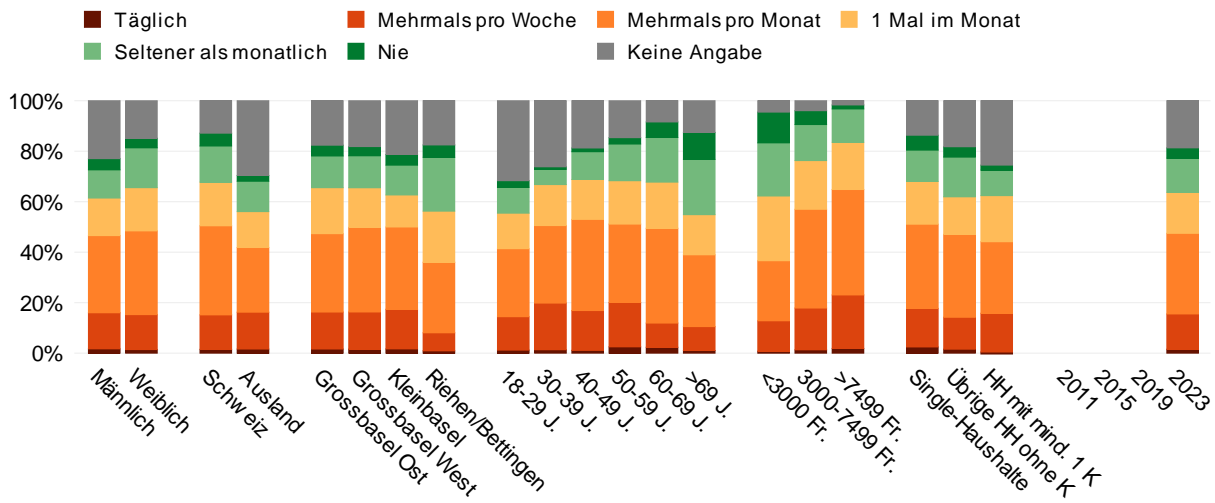 Täglich
Mehrmals pro Woche
Mehrmals pro Monat
1 Mal im Monat
Seltener als monatlich
Nie
Keine Angabe
100%
80%
60%
40%
20%
0%
Männlich
Weiblich
Schweiz
Ausland
Grossbasel Ost
Grossbasel West
Kleinbasel
Riehen/Bettingen
18-29 J.
30-39 J.
40-49 J.
50-59 J.
60-69 J.
>69 J.
<3000 Fr.
3000-7499 Fr.
>7499 Fr.
Single-Haushalte
Übrige HH ohne K
HH mit mind. 1 K
2011
2015
2019
2023